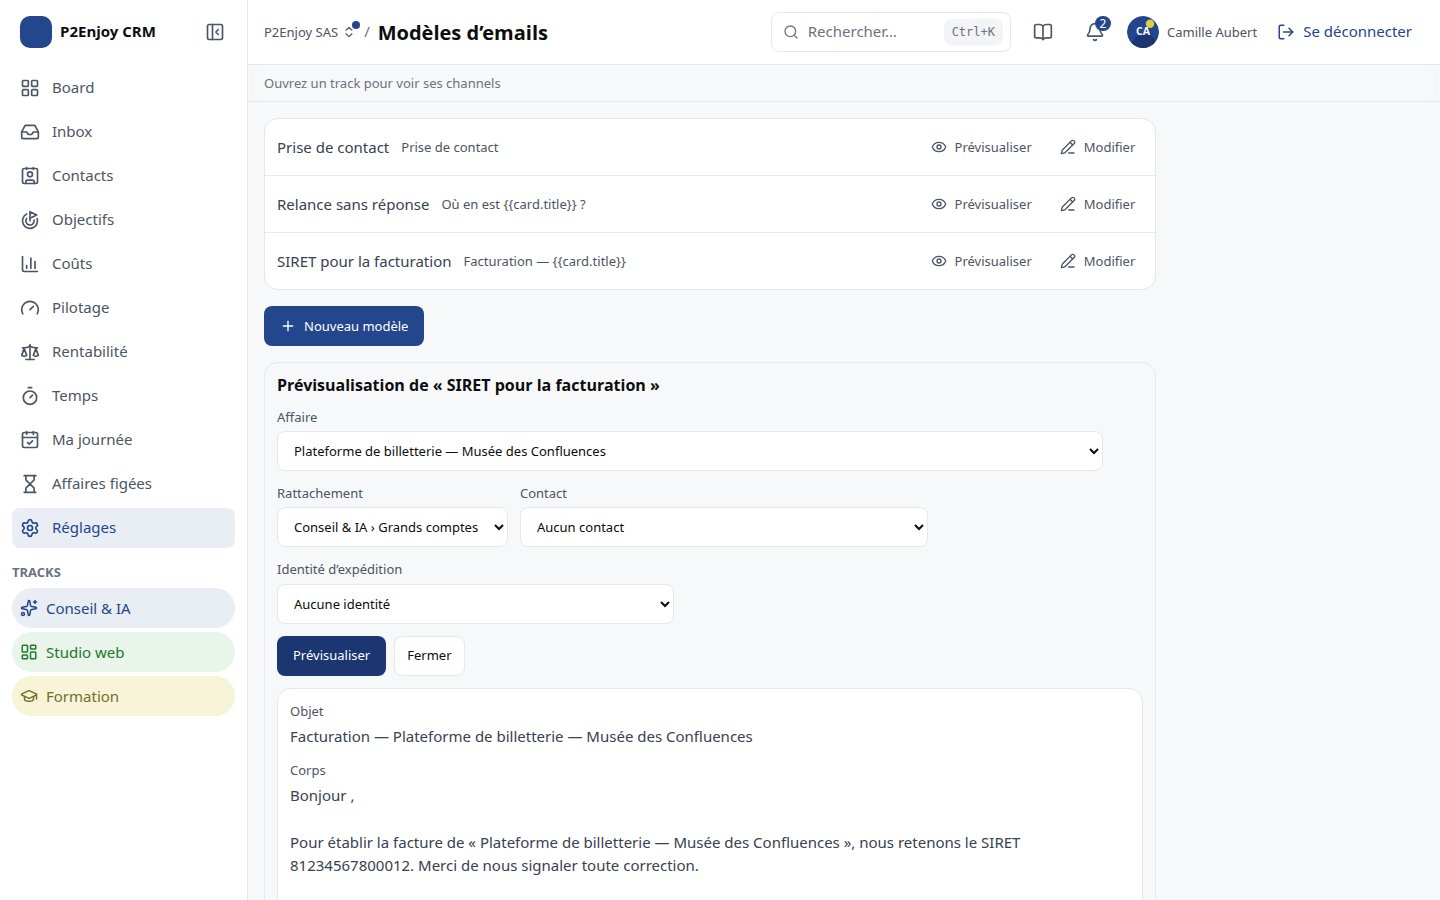 P2Enjoy CRM
Board
Inbox
Contacts
Objectifs
Coûts
Pilotage
Rentabilité
Temps
Ma journée
Affaires figées
Réglages
TRACKS
Conseil & IA
Studio web
Formation
P2Enjoy SAS / Modèles d’emails
Rechercher... Ctrl+K
2
CA Camille Aubert
Se déconnecter
Ouvrez un track pour voir ses channels
Prise de contact Prise de contact Prévisualiser Modifier
Relance sans réponse Où en est {{card.title}} ? Prévisualiser Modifier
SIRET pour la facturation Facturation — {{card.title}} Prévisualiser Modifier
Nouveau modèle
Prévisualisation de « SIRET pour la facturation »
Affaire
Plateforme de billetterie — Musée des Confluences
Rattachement Contact
Conseil & IA › Grands comptes Aucun contact
Identité d’expédition
Aucune identité
Prévisualiser Fermer
Objet
Facturation — Plateforme de billetterie — Musée des Confluences
Corps
Bonjour ,
Pour établir la facture de « Plateforme de billetterie — Musée des Confluences », nous retenons le SIRET
81234567800012. Merci de nous signaler toute correction.